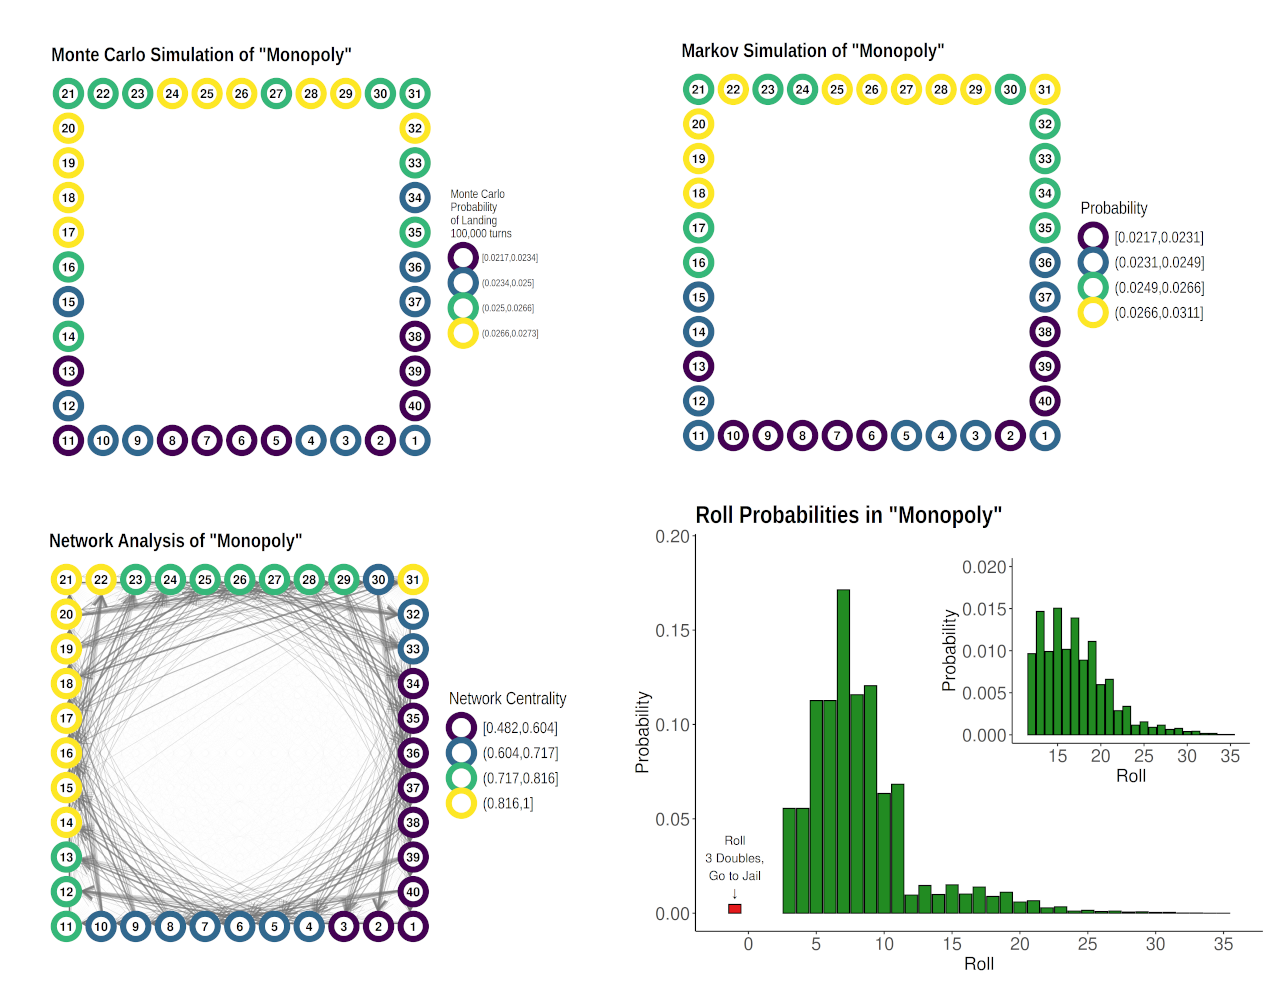 Monte Carlo Simulation of "Monopoly"
21 22 23 24 25 26 27 28 29 30 31
20 32
19 33
18 34
17 35
16 36
15 37
14 38
13 39
12 40
11 10 9 8 7 6 5 4 3 2 1
Monte Carlo
Probability
of Landing
100,000 turns
[0.0217,0.0234]
(0.0234,0.025]
(0.025,0.0266]
(0.0266,0.0273]
Markov Simulation of "Monopoly"
21 22 23 24 25 26 27 28 29 30 31
20 32
19 33
18 34
17 35
16 36
15 37
14 38
13 39
12 40
11 10 9 8 7 6 5 4 3 2 1
Probability
[0.0217,0.0231]
(0.0231,0.0249]
(0.0249,0.0266]
(0.0266,0.0311]
Network Analysis of "Monopoly"
21 22 23 24 25 26 27 28 29 30 31
20 32
19 33
18 34
17 35
16 36
15 37
14 38
13 39
12 40
11 10 9 8 7 6 5 4 3 2 1
Network Centrality
[0.482,0.604]
(0.604,0.717]
(0.717,0.816]
(0.816,1]
Roll Probabilities in "Monopoly"
0.20
0.15
0.10
0.05
0.00
Probability
Roll
3 Doubles,
Go to Jail
↓
0 5 10 15 20 25 30 35
Roll
0.020
0.015
0.010
0.005
0.000
Probability
15 20 25 30 35
Roll